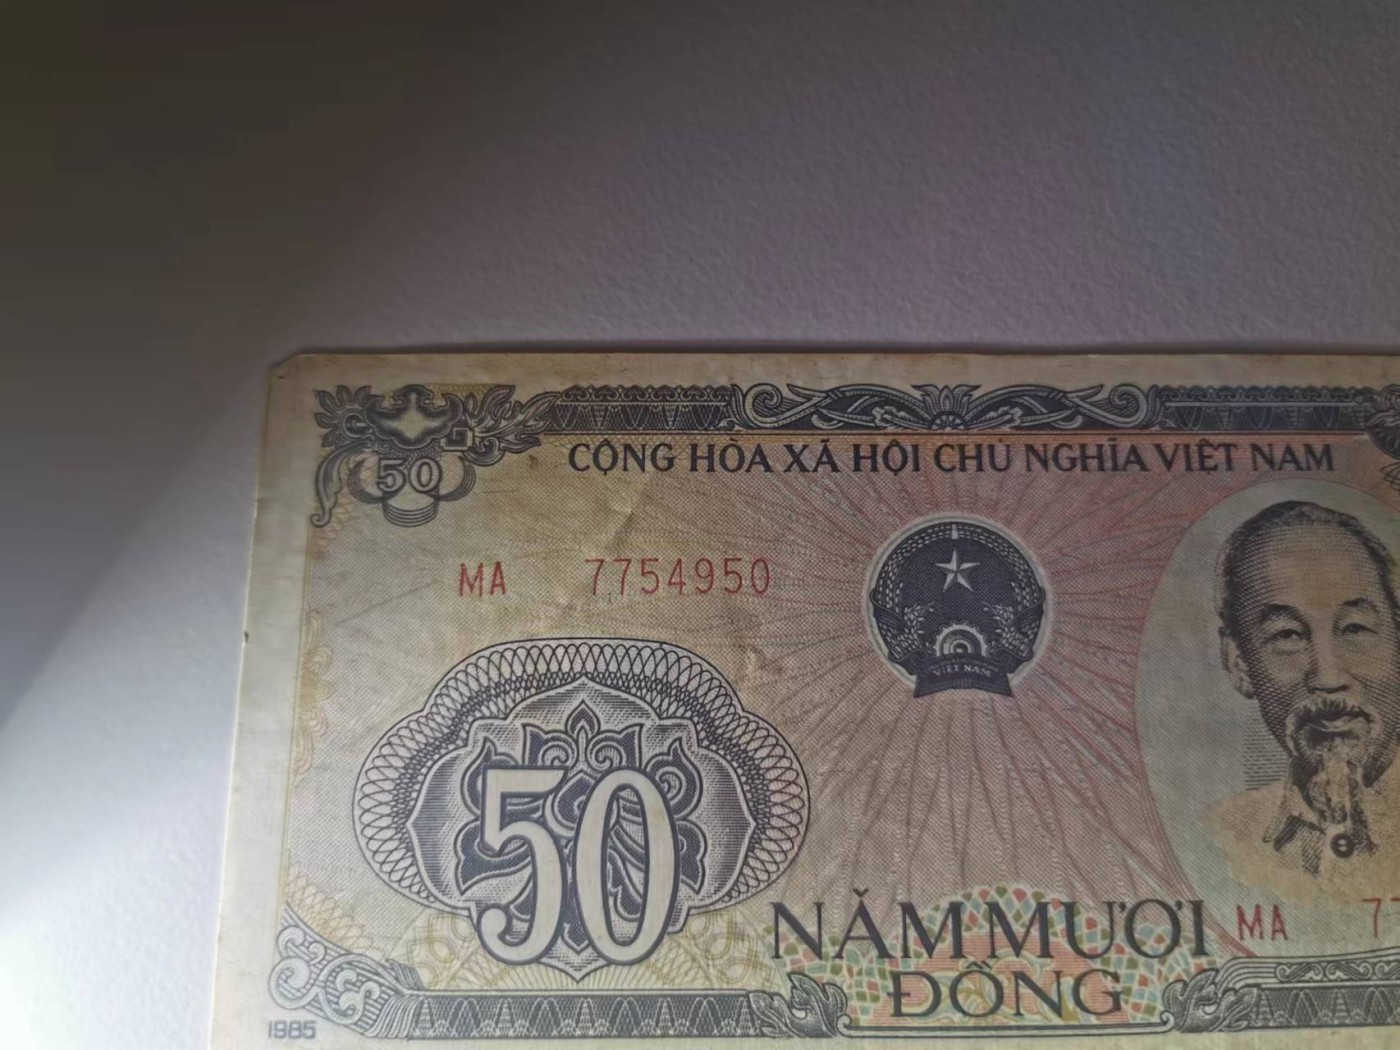 CỘNG HÒA XÃ HỘI CHỦ NGHĨA VIỆT NAM
50
MA 7754950
VIỆT NAM
50
NĂM MƯƠI
ĐỒNG
MA 7
1985